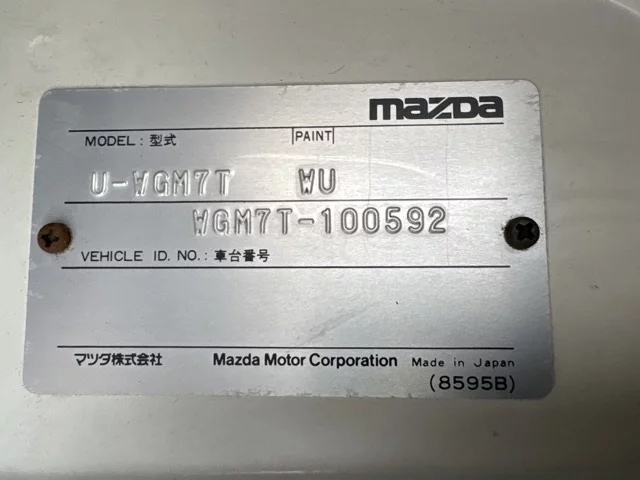 mazda
MODEL : 型式 PAINT
U-WGM7T WU
WGM7T-100592
VEHICLE ID. NO. : 車台番号
マツダ株式会社 Mazda Motor Corporation Made in Japan
(8595B)